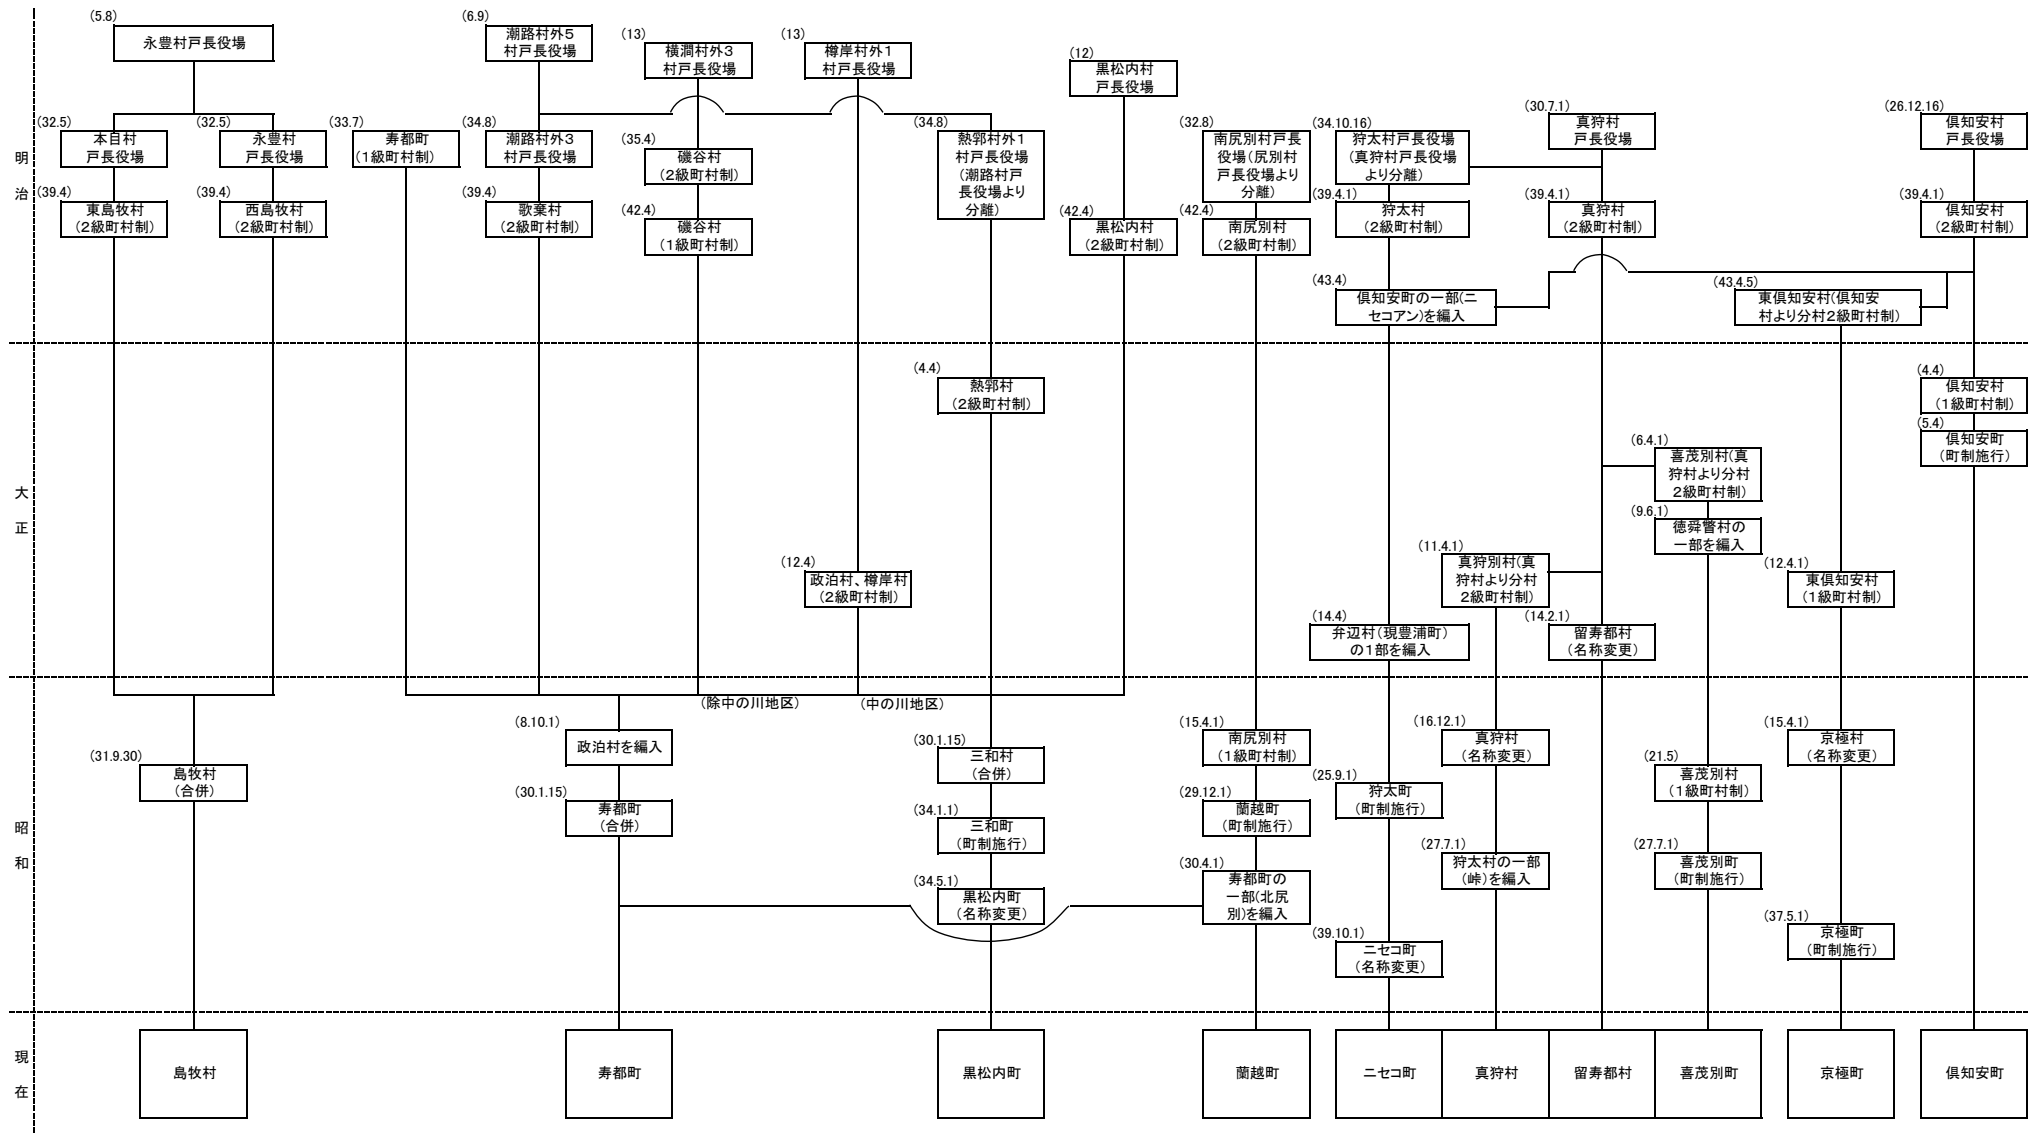 (5.8)
永豊村戸長役場
(6.9)
潮路村外5
村戸長役場
(13)
横澗村外3
村戸長役場
(13)
樽岸村外1
村戸長役場
(12)
黒松内村
戸長役場
明
治
(32.5)
本目村
戸長役場
(32.5)
永豊村
戸長役場
(33.7)
寿都町
(1級町村制)
(34.8)
潮路村外3
村戸長役場
(35.4)
磯谷村
(2級町村制)
(34.8)
熱郛村外1
村戸長役場
(潮路村戸
長役場より
分離)
(32.8)
南尻別村戸長
役場(尻別村
戸長役場より
分離)
(34.10.16)
狩太村戸長役場
(真狩村戸長役場
より分離)
(30.7.1)
真狩村
戸長役場
(26.12.16)
倶知安村
戸長役場
(39.4)
東島牧村
(2級町村制)
(39.4)
西島牧村
(2級町村制)
(39.4)
歌棄村
(2級町村制)
(42.4)
磯谷村
(1級町村制)
(42.4)
黒松内村
(2級町村制)
(42.4)
南尻別村
(2級町村制)
(39.4.1)
狩太村
(2級町村制)
(39.4.1)
真狩村
(2級町村制)
(39.4.1)
倶知安村
(2級町村制)
(43.4)
倶知安町の一部(ニ
セコアン)を編入
(43.4.5)
東倶知安村(倶知安
村より分村2級町村制)
大
正
(4.4)
熱郛村
(2級町村制)
(4.4)
倶知安村
(1級町村制)
(5.4)
倶知安町
(町制施行)
(6.4.1)
喜茂別村(真
狩村より分村
2級町村制)
(9.6.1)
徳舜瞥村の
一部を編入
(12.4)
政泊村、樽岸村
(2級町村制)
(11.4.1)
真狩別村(真
狩村より分村
2級町村制)
(12.4.1)
東倶知安村
(1級町村制)
(14.4)
弁辺村(現豊浦町)
の1部を編入
(14.2.1)
留寿都村
(名称変更)
(除中の川地区)
(中の川地区)
昭
和
(31.9.30)
島牧村
(合併)
(8.10.1)
政泊村を編入
(30.1.15)
寿都町
(合併)
(30.1.15)
三和村
(合併)
(34.1.1)
三和町
(町制施行)
(34.5.1)
黒松内町
(名称変更)
(15.4.1)
南尻別村
(1級町村制)
(29.12.1)
蘭越町
(町制施行)
(30.4.1)
寿都町の
一部(北尻
別)を編入
(25.9.1)
狩太町
(町制施行)
(39.10.1)
ニセコ町
(名称変更)
(16.12.1)
真狩村
(名称変更)
(27.7.1)
狩太村の一部
(峠)を編入
(21.5)
喜茂別村
(1級町村制)
(27.7.1)
喜茂別町
(町制施行)
(15.4.1)
京極村
(名称変更)
(37.5.1)
京極町
(町制施行)
現
在
島牧村
寿都町
黒松内町
蘭越町
ニセコ町
真狩村
留寿都村
喜茂別町
京極町
倶知安町